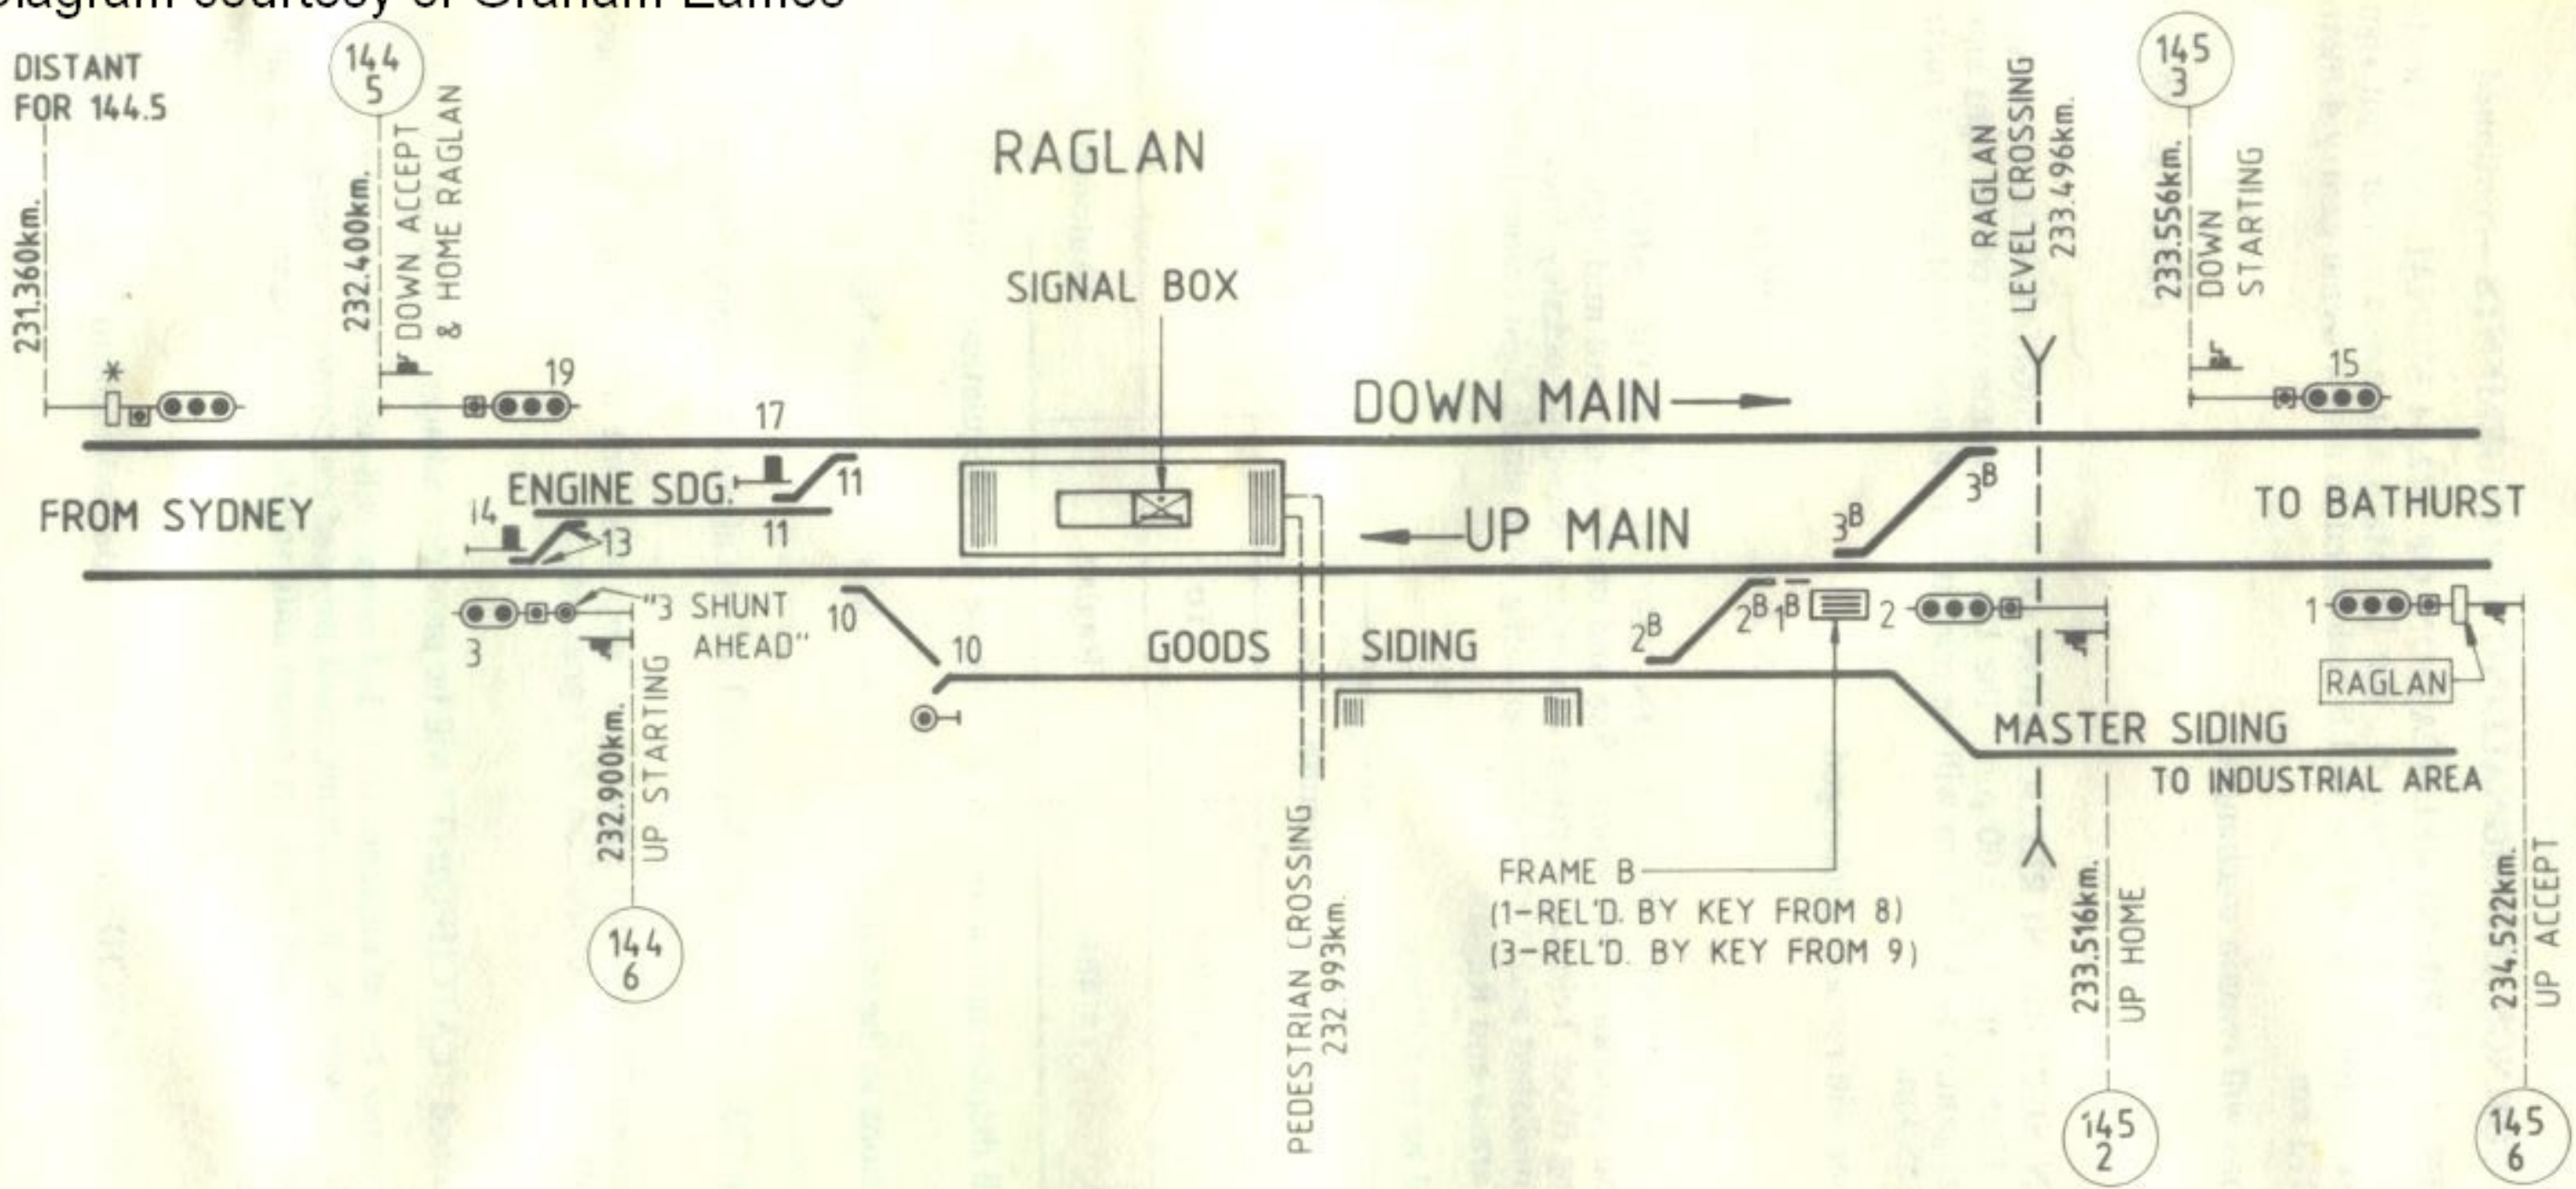 Diagram courtesy of Graham Eames
DISTANT
FOR 144.5
231.360km.
*
144
5
232.400km.
DOWN ACCEPT
& HOME RAGLAN
19
RAGLAN
SIGNAL BOX
RAGLAN
LEVEL CROSSING
233.496km.
145
3
233.556km.
DOWN
STARTING
15
17
DOWN MAIN
ENGINE SDG.
11
11
3B
3B
FROM SYDNEY
14
13
UP MAIN
TO BATHURST
3
"3 SHUNT
AHEAD"
10
10
GOODS SIDING
2B
2B
1B
2
1
RAGLAN
232.900km.
UP STARTING
144
6
MASTER SIDING
TO INDUSTRIAL AREA
PEDESTRIAN CROSSING
232.993km.
FRAME B
(1-REL'D. BY KEY FROM 8)
(3-REL'D. BY KEY FROM 9)
233.516km.
UP HOME
145
2
234.522km.
UP ACCEPT
145
6